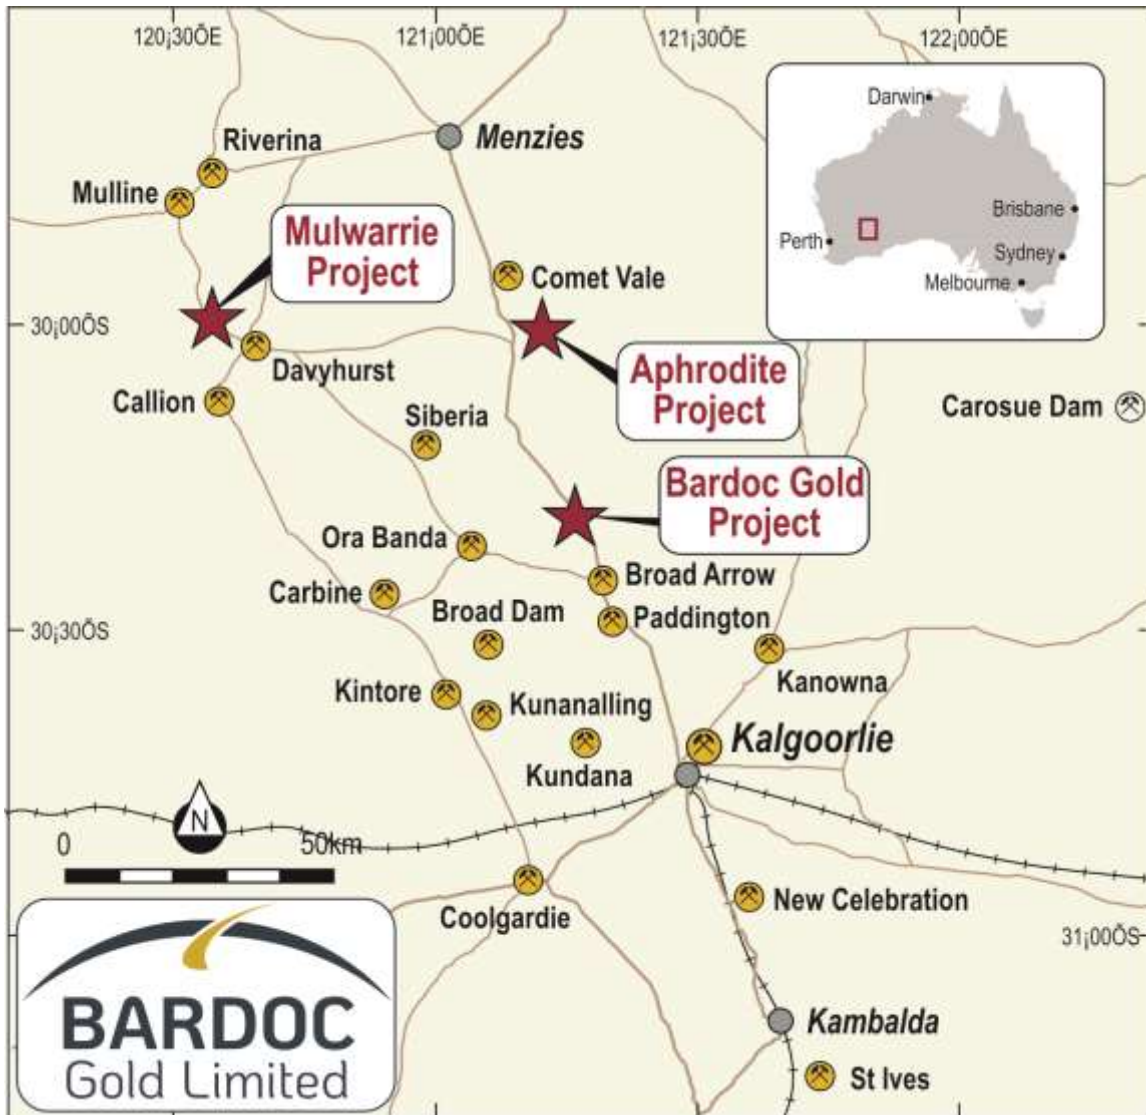 120¡30ÕE
121¡00ÕE
121¡30ÕE
122¡00ÕE
Darwin
Brisbane
Perth
Sydney
Melbourne
Riverina
Menzies
Mulline
Mulwarrie
Project
Comet Vale
30¡00ÕS
Davyhurst
Aphrodite
Project
Callion
Siberia
Carosue Dam
Bardoc Gold
Project
Ora Banda
Broad Arrow
Carbine
Broad Dam
Paddington
30¡30ÕS
Kintore
Kunanalling
Kanowna
Kalgoorlie
Kundana
N
0
50km
Coolgardie
New Celebration
31¡00ÕS
BARDOC
Gold Limited
Kambalda
St Ives